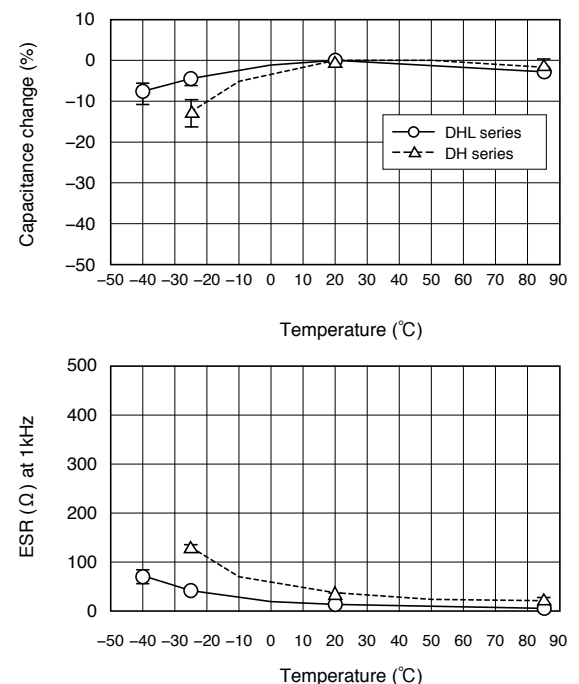 10
0
–10
–20
–30
–40
–50
Capacitance change (%)
DHL series
DH series
–50 –40 –30 –20 –10 0 10 20 30 40 50 60 70 80 90
Temperature (℃)
500
400
300
200
100
0
ESR (Ω) at 1kHz
–50 –40 –30 –20 –10 0 10 20 30 40 50 60 70 80 90
Temperature (℃)